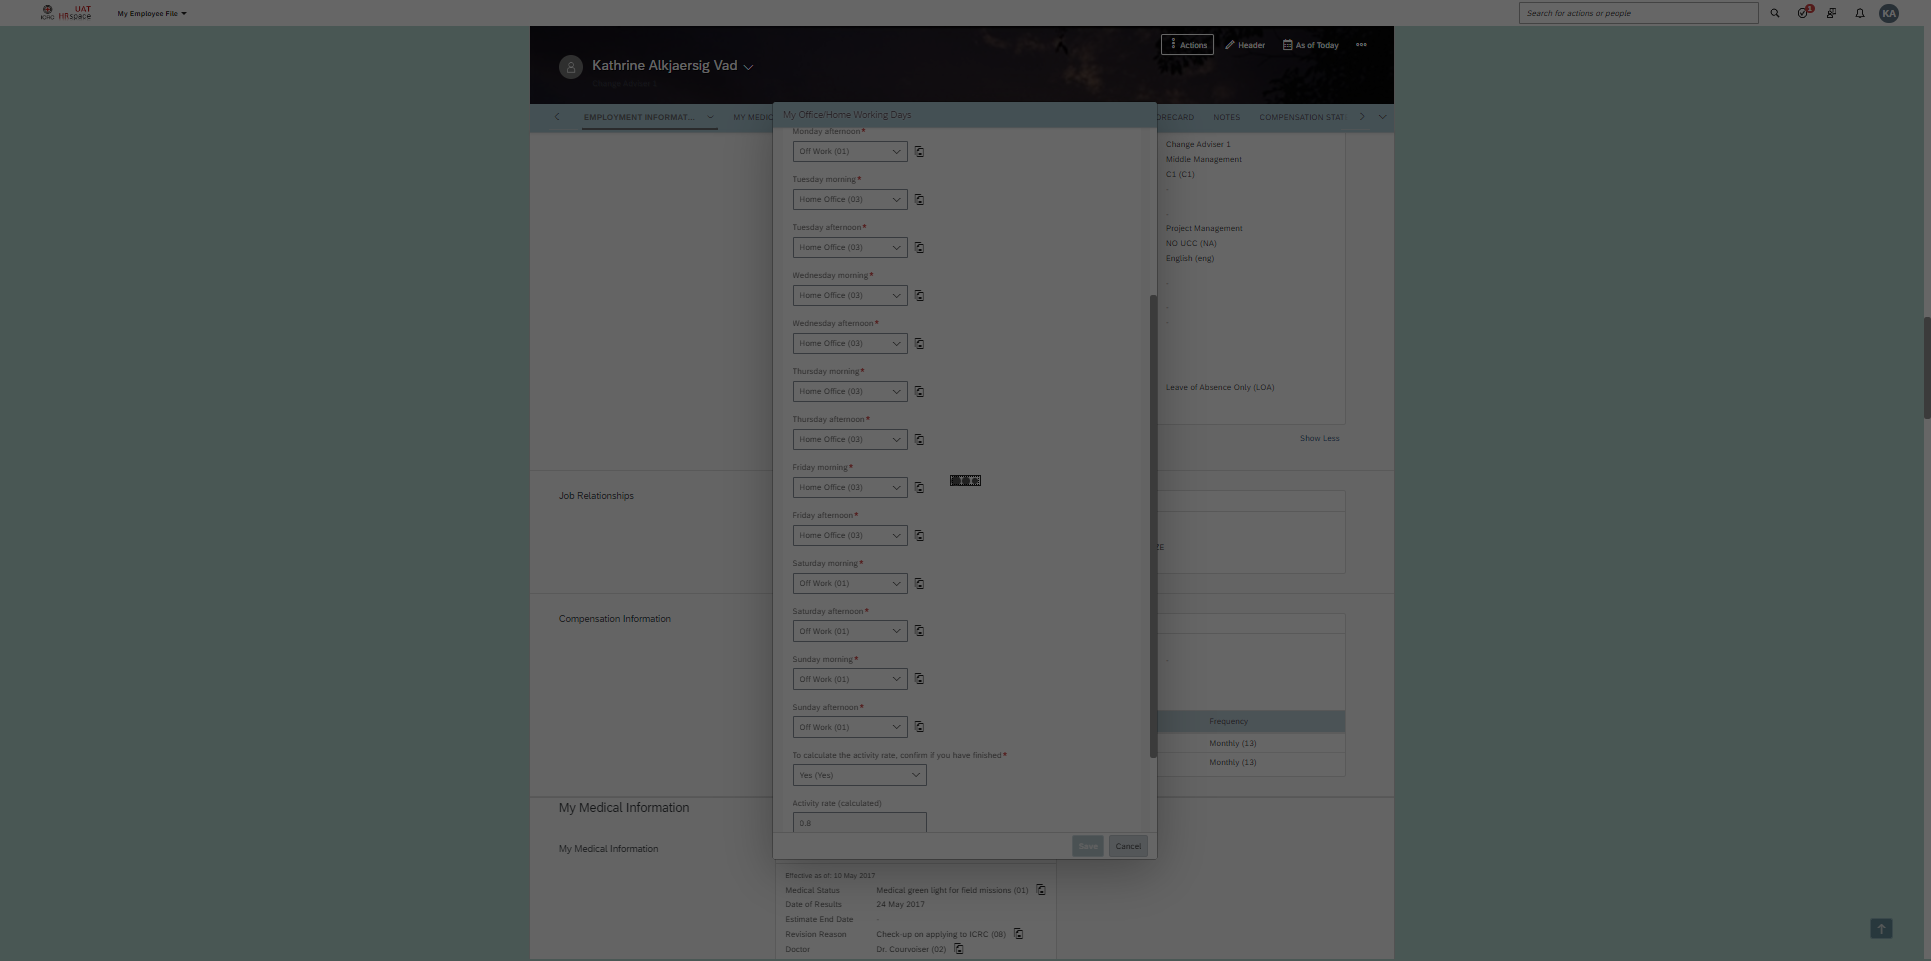 ICRC
UAT
HRspace
My Employee File
Search for actions or people
1
KA
Actions
Header
As of Today
Kathrine Alkjaersig Vad
Change Adviser 1
EMPLOYMENT INFORMAT...
MY MEDIC
ORECARD
NOTES
COMPENSATION STAT
My Office/Home Working Days
Monday afternoon*
Off Work (01)
Tuesday morning*
Home Office (03)
Tuesday afternoon*
Home Office (03)
Wednesday morning*
Home Office (03)
Wednesday afternoon*
Home Office (03)
Thursday morning*
Home Office (03)
Thursday afternoon*
Home Office (03)
Friday morning*
Home Office (03)
Friday afternoon*
Home Office (03)
Saturday morning*
Off Work (01)
Saturday afternoon*
Off Work (01)
Sunday morning*
Off Work (01)
Sunday afternoon*
Off Work (01)
To calculate the activity rate, confirm if you have finished*
Yes (Yes)
Activity rate (calculated)
0.8
Save
Cancel
Change Adviser 1
Middle Management
C1 (C1)
-
-
Project Management
NO UCC (NA)
English (eng)
-
-
-
Leave of Absence Only (LOA)
Show Less
Job Relationships
ZE
Compensation Information
-
Frequency
Monthly (13)
Monthly (13)
My Medical Information
My Medical Information
Effective as of: 10 May 2017
Medical Status Medical green light for field missions (01)
Date of Results 24 May 2017
Estimate End Date -
Revision Reason Check-up on applying to ICRC (08)
Doctor Dr. Courvoiser (02)